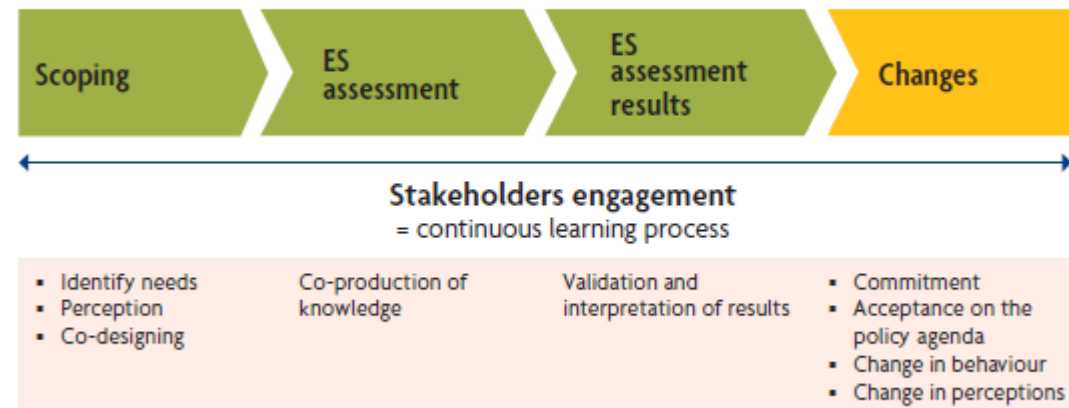 Scoping
ES
assessment
ES
assessment
results
Changes
Stakeholders engagement
= continuous learning process
▪ Identify needs
▪ Perception
▪ Co-designing
Co-production of
knowledge
Validation and
interpretation of results
▪ Commitment
▪ Acceptance on the
policy agenda
▪ Change in behaviour
▪ Change in perceptions